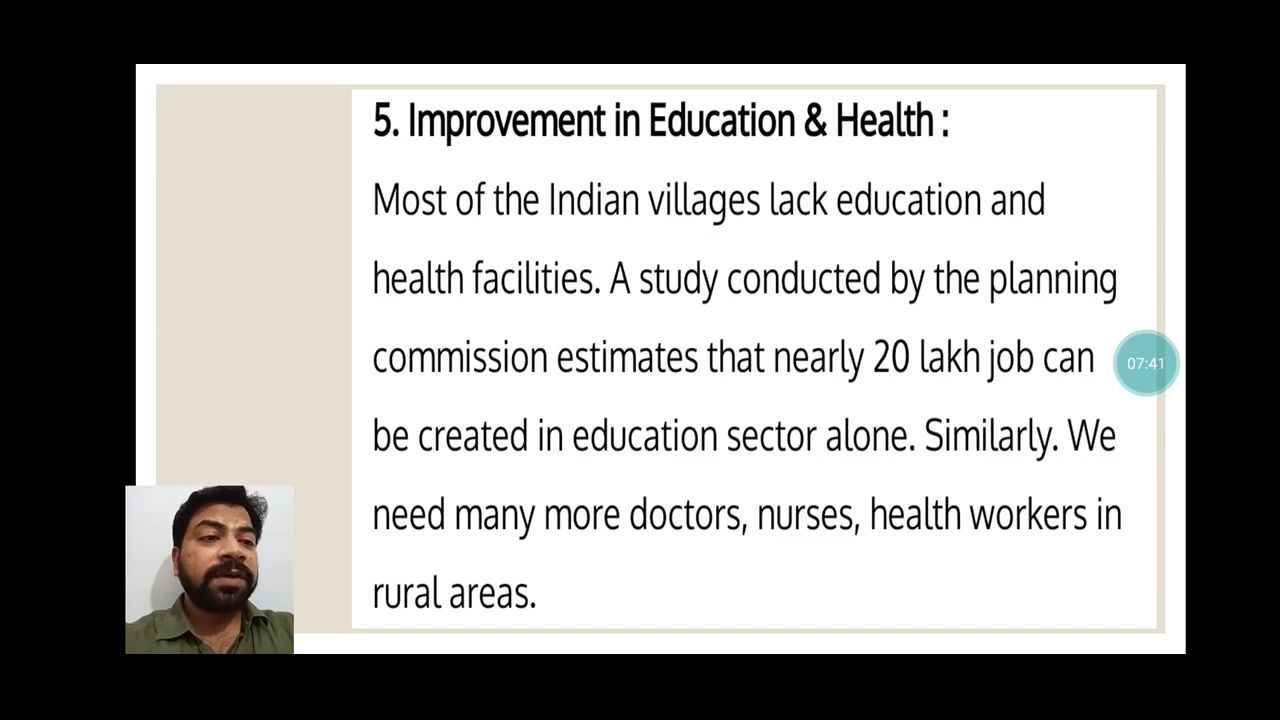 5. Improvement in Education & Health :
Most of the Indian villages lack education and
health facilities. A study conducted by the planning
commission estimates that nearly 20 lakh job can
07:41
be created in education sector alone. Similarly. We
need many more doctors, nurses, health workers in
rural areas.